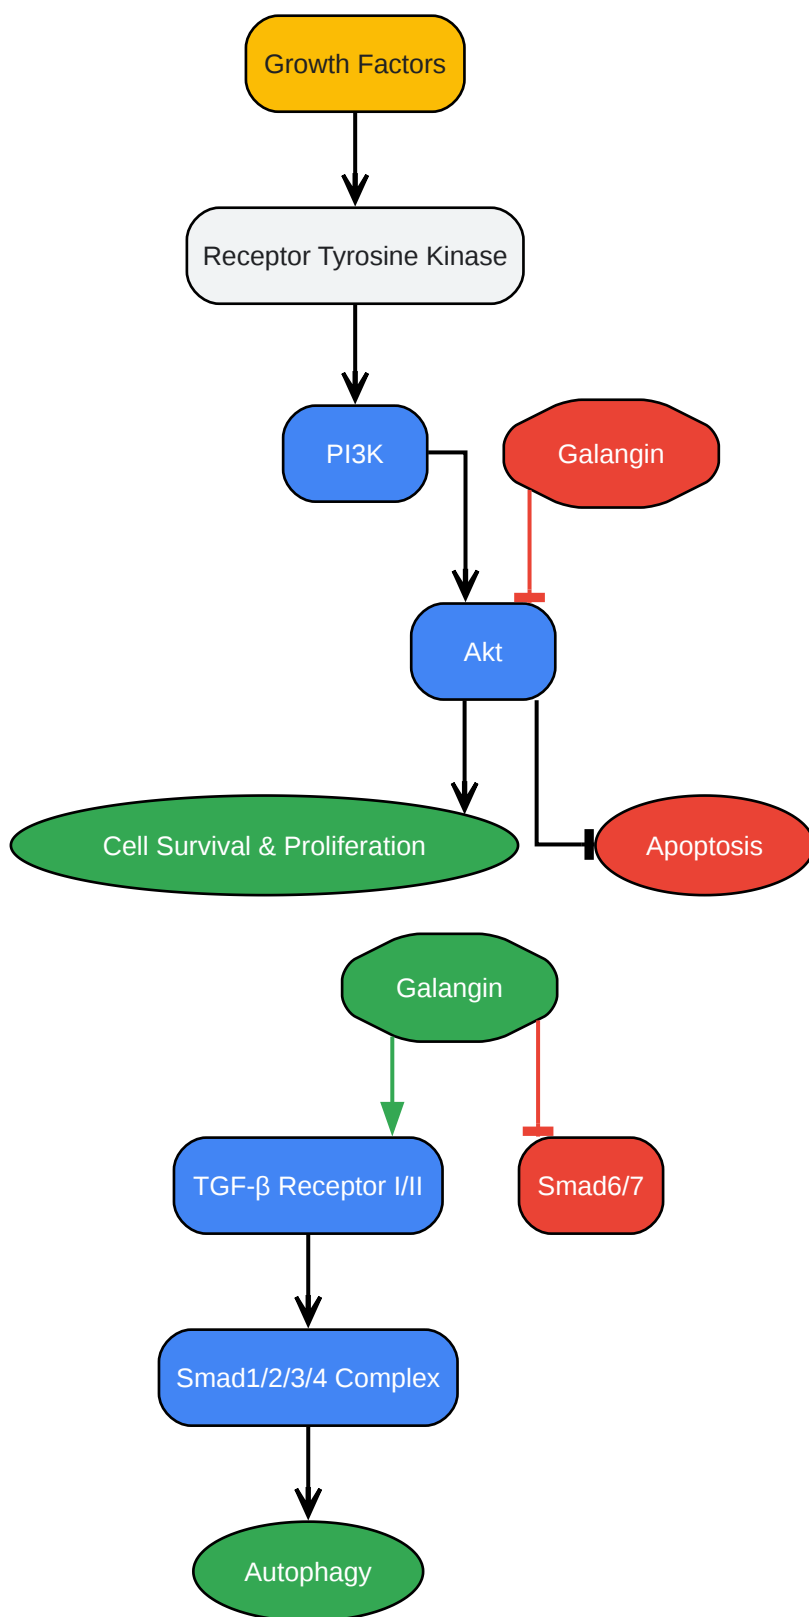 Growth Factors
Receptor Tyrosine Kinase
PI3K
Galangin
Akt
Cell Survival & Proliferation
Apoptosis
Galangin
TGF-β Receptor I/II
Smad6/7
Smad1/2/3/4 Complex
Autophagy